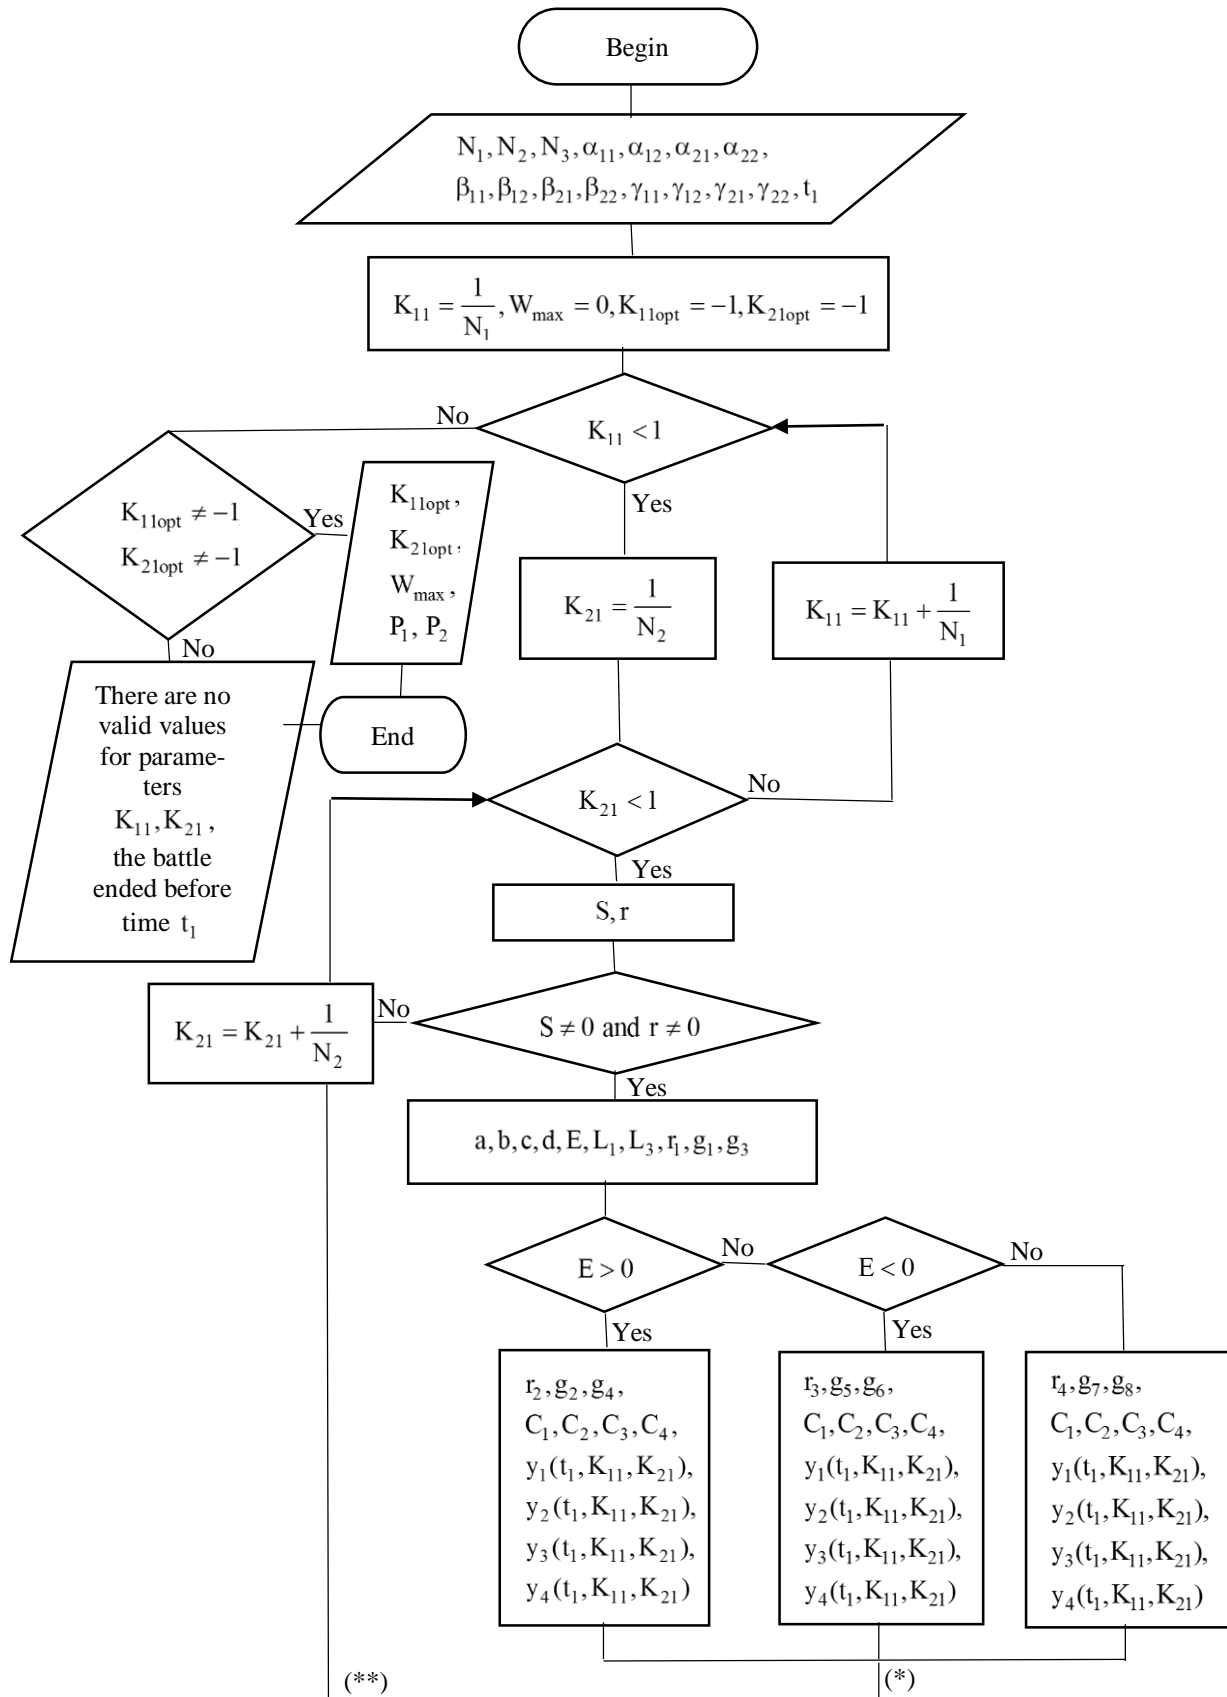 Begin
N₁, N₂, N₃, α₁₁, α₁₂, α₂₁, α₂₂,
β₁₁, β₁₂, β₂₁, β₂₂, γ₁₁, γ₁₂, γ₂₁, γ₂₂, t₁
K₁₁ = 1/N₁, W_max = 0, K₁₁opt = −1, K₂₁opt = −1
No
K₁₁ < 1
Yes
K₁₁opt ≠ −1,
K₂₁opt ≠ −1
Yes
No
K₁₁opt,
K₂₁opt,
W_max,
P₁, P₂
K₂₁ = 1/N₂
K₁₁ = K₁₁ + 1/N₁
There are no
valid values
for parame-
ters
K₁₁, K₂₁,
the battle
ended before
time t₁
End
K₂₁ < 1
No
Yes
S, r
K₂₁ = K₂₁ + 1/N₂
No
S ≠ 0 and r ≠ 0
Yes
a, b, c, d, E, L₁, L₃, r₁, g₁, g₃
E > 0
No
E < 0
No
Yes
Yes
r₂, g₂, g₄,
C₁, C₂, C₃, C₄,
y₁(t₁, K₁₁, K₂₁),
y₂(t₁, K₁₁, K₂₁),
y₃(t₁, K₁₁, K₂₁),
y₄(t₁, K₁₁, K₂₁)
r₃, g₅, g₆,
C₁, C₂, C₃, C₄,
y₁(t₁, K₁₁, K₂₁),
y₂(t₁, K₁₁, K₂₁),
y₃(t₁, K₁₁, K₂₁),
y₄(t₁, K₁₁, K₂₁)
r₄, g₇, g₈,
C₁, C₂, C₃, C₄,
y₁(t₁, K₁₁, K₂₁),
y₂(t₁, K₁₁, K₂₁),
y₃(t₁, K₁₁, K₂₁),
y₄(t₁, K₁₁, K₂₁)
(**)
(*)